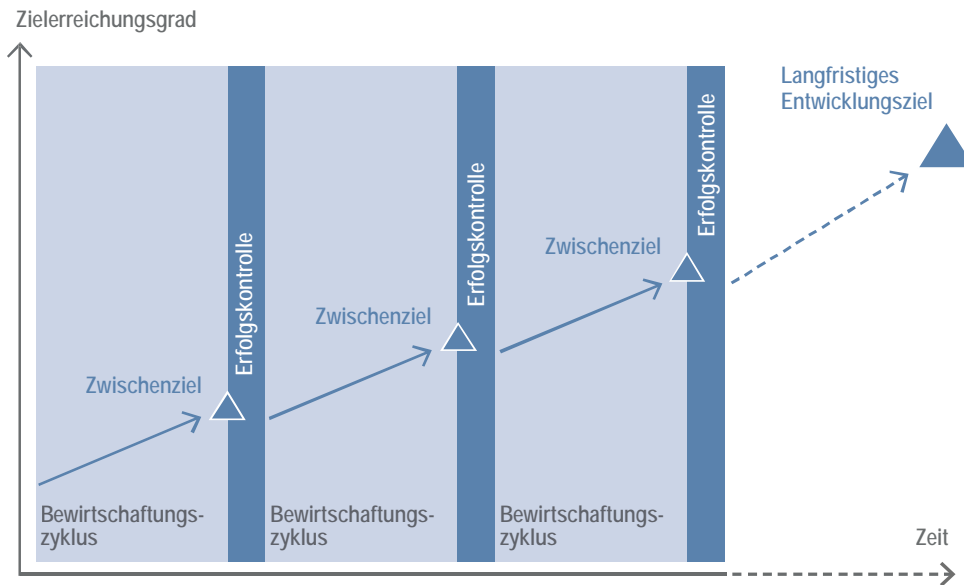 Zielerreichungsgrad
Langfristiges
Entwicklungsziel
Erfolgskontrolle
Erfolgskontrolle
Erfolgskontrolle
Zwischenziel
Zwischenziel
Zwischenziel
Bewirtschaftungs-
zyklus
Bewirtschaftungs-
zyklus
Bewirtschaftungs-
zyklus
Zeit